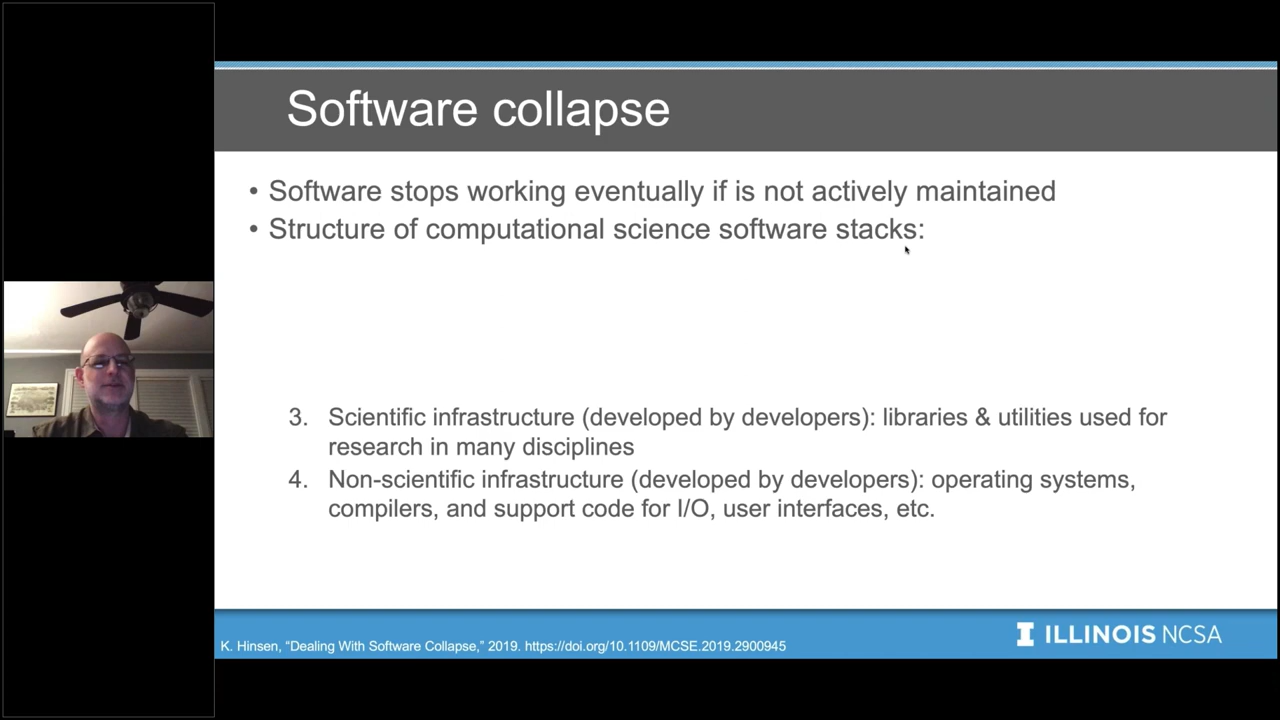 Software collapse
• Software stops working eventually if is not actively maintained
• Structure of computational science software stacks:
3. Scientific infrastructure (developed by developers): libraries & utilities used for
research in many disciplines
4. Non-scientific infrastructure (developed by developers): operating systems,
compilers, and support code for I/O, user interfaces, etc.
K. Hinsen, “Dealing With Software Collapse,” 2019. https://doi.org/10.1109/MCSE.2019.2900945
I ILLINOIS NCSA